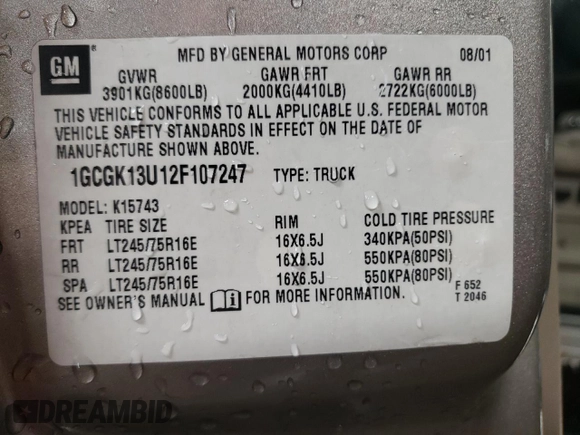 GM ®
MFD BY GENERAL MOTORS CORP 08/01
GVWR GAWR FRT GAWR RR
3901KG(8600LB) 2000KG(4410LB) 2722KG(6000LB)
THIS VEHICLE CONFORMS TO ALL APPLICABLE U.S. FEDERAL MOTOR
VEHICLE SAFETY STANDARDS IN EFFECT ON THE DATE OF
MANUFACTURE SHOWN ABOVE.
1GCGK13U12F107247 TYPE: TRUCK
MODEL: K15743
KPEA TIRE SIZE RIM COLD TIRE PRESSURE
FRT LT245/75R16E 16X6.5J 340KPA(50PSI)
RR LT245/75R16E 16X6.5J 550KPA(80PSI)
SPA LT245/75R16E 16X6.5J 550KPA(80PSI)
SEE OWNER'S MANUAL i FOR MORE INFORMATION.
F 652
T 2046
DREAMBID